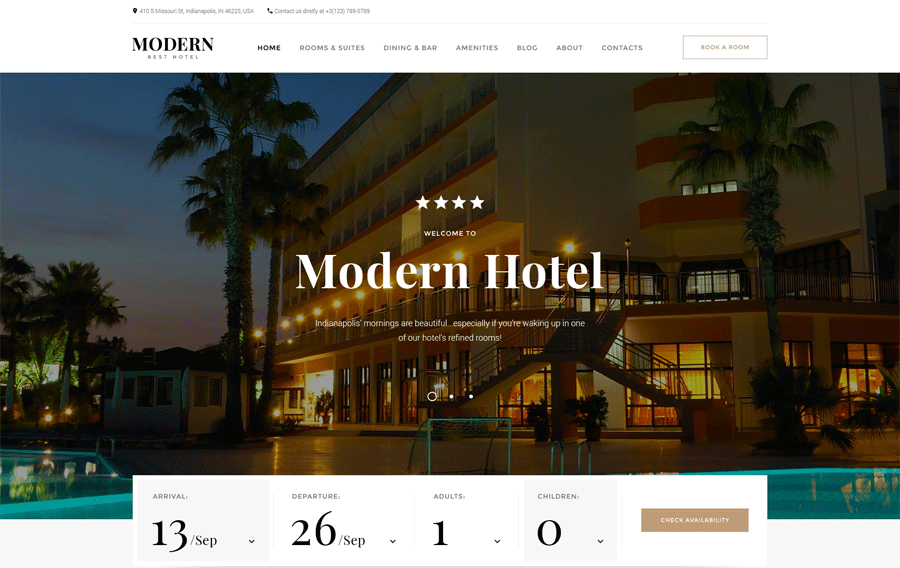 410 S Missouri St, Indianapolis, IN 46225, USA Contact us diretly at +3(123) 789-5789
MODERN
BEST HOTEL
HOME ROOMS & SUITES DINING & BAR AMENITIES BLOG ABOUT CONTACTS
BOOK A ROOM
WELCOME TO
Modern Hotel
Indianapolis' mornings are beautiful...especially if you're waking up in one
of our hotel's refined rooms!
ARRIVAL: DEPARTURE: ADULTS: CHILDREN:
13/Sep 26/Sep 1 0
CHECK AVAILABILITY